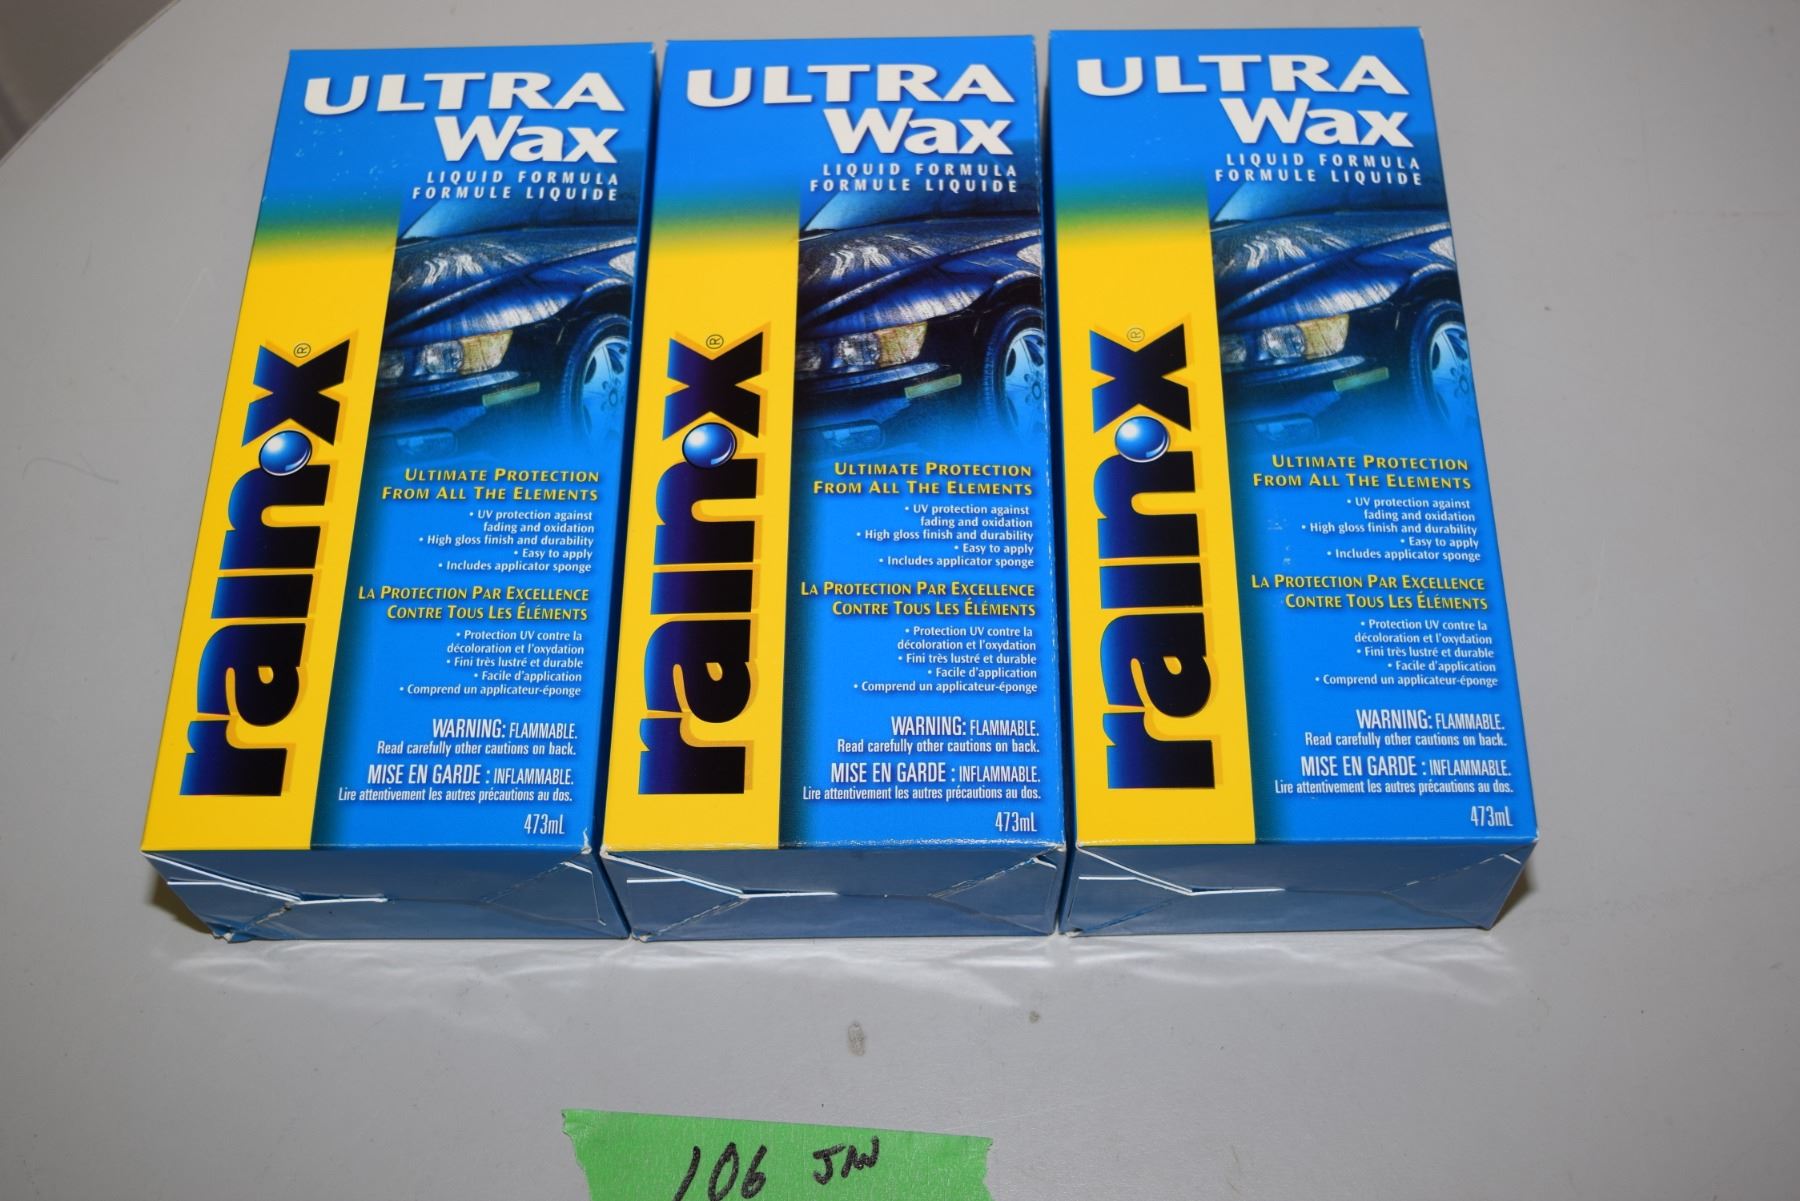 ULTRA
Wax
LIQUID FORMULA
FORMULE LIQUIDE
rain-x®
ULTIMATE PROTECTION
FROM ALL THE ELEMENTS
• UV protection against
fading and oxidation
• High gloss finish and durability
• Easy to apply
• Includes applicator sponge
LA PROTECTION PAR EXCELLENCE
CONTRE TOUS LES ÉLÉMENTS
• Protection UV contre la
décoloration et l'oxydation
• Fini très lustré et durable
• Facile d'application
• Comprend un applicateur-éponge
WARNING: FLAMMABLE.
Read carefully other cautions on back.
MISE EN GARDE : INFLAMMABLE.
Lire attentivement les autres précautions au dos.
473mL
ULTRA
Wax
LIQUID FORMULA
FORMULE LIQUIDE
rain-x®
ULTIMATE PROTECTION
FROM ALL THE ELEMENTS
• UV protection against
fading and oxidation
• High gloss finish and durability
• Easy to apply
• Includes applicator sponge
LA PROTECTION PAR EXCELLENCE
CONTRE TOUS LES ÉLÉMENTS
• Protection UV contre la
décoloration et l'oxydation
• Fini très lustré et durable
• Facile d'application
• Comprend un applicateur-éponge
WARNING: FLAMMABLE.
Read carefully other cautions on back.
MISE EN GARDE : INFLAMMABLE.
Lire attentivement les autres précautions au dos.
473mL
ULTRA
Wax
LIQUID FORMULA
FORMULE LIQUIDE
rain-x®
ULTIMATE PROTECTION
FROM ALL THE ELEMENTS
• UV protection against
fading and oxidation
• High gloss finish and durability
• Easy to apply
• Includes applicator sponge
LA PROTECTION PAR EXCELLENCE
CONTRE TOUS LES ÉLÉMENTS
• Protection UV contre la
décoloration et l'oxydation
• Fini très lustré et durable
• Facile d'application
• Comprend un applicateur-éponge
WARNING: FLAMMABLE.
Read carefully other cautions on back.
MISE EN GARDE : INFLAMMABLE.
Lire attentivement les autres précautions au dos.
473mL
106 JW